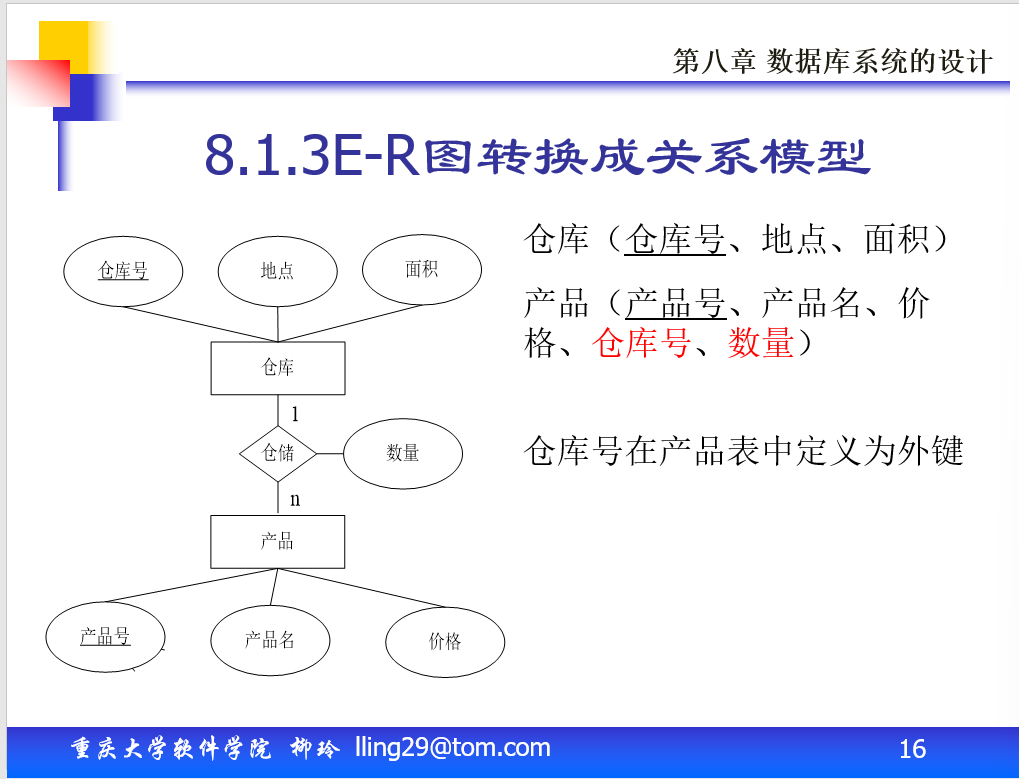 第八章 数据库系统的设计
8.1.3E-R图转换成关系模型
仓库号
地点
面积
仓库
1
仓储
数量
n
产品
产品号
产品名
价格
仓库（仓库号、地点、面积）
产品（产品号、产品名、价
格、仓库号、数量）
仓库号在产品表中定义为外键
重庆大学软件学院 柳玲 lling29@tom.com
16